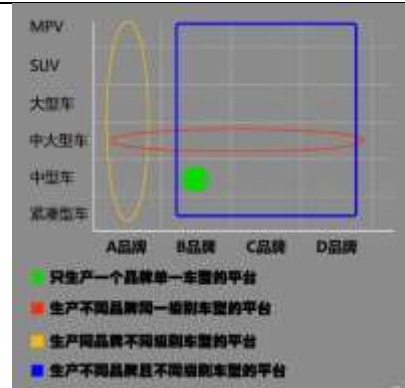 MPV
SUV
大型车
中大型车
中型车
紧凑型车
A品牌 B品牌 C品牌 D品牌
只生产一个品牌单一车型的平台
生产不同品牌同一级别车型的平台
生产同品牌不同级别车型的平台
生产不同品牌且不同级别车型的平台